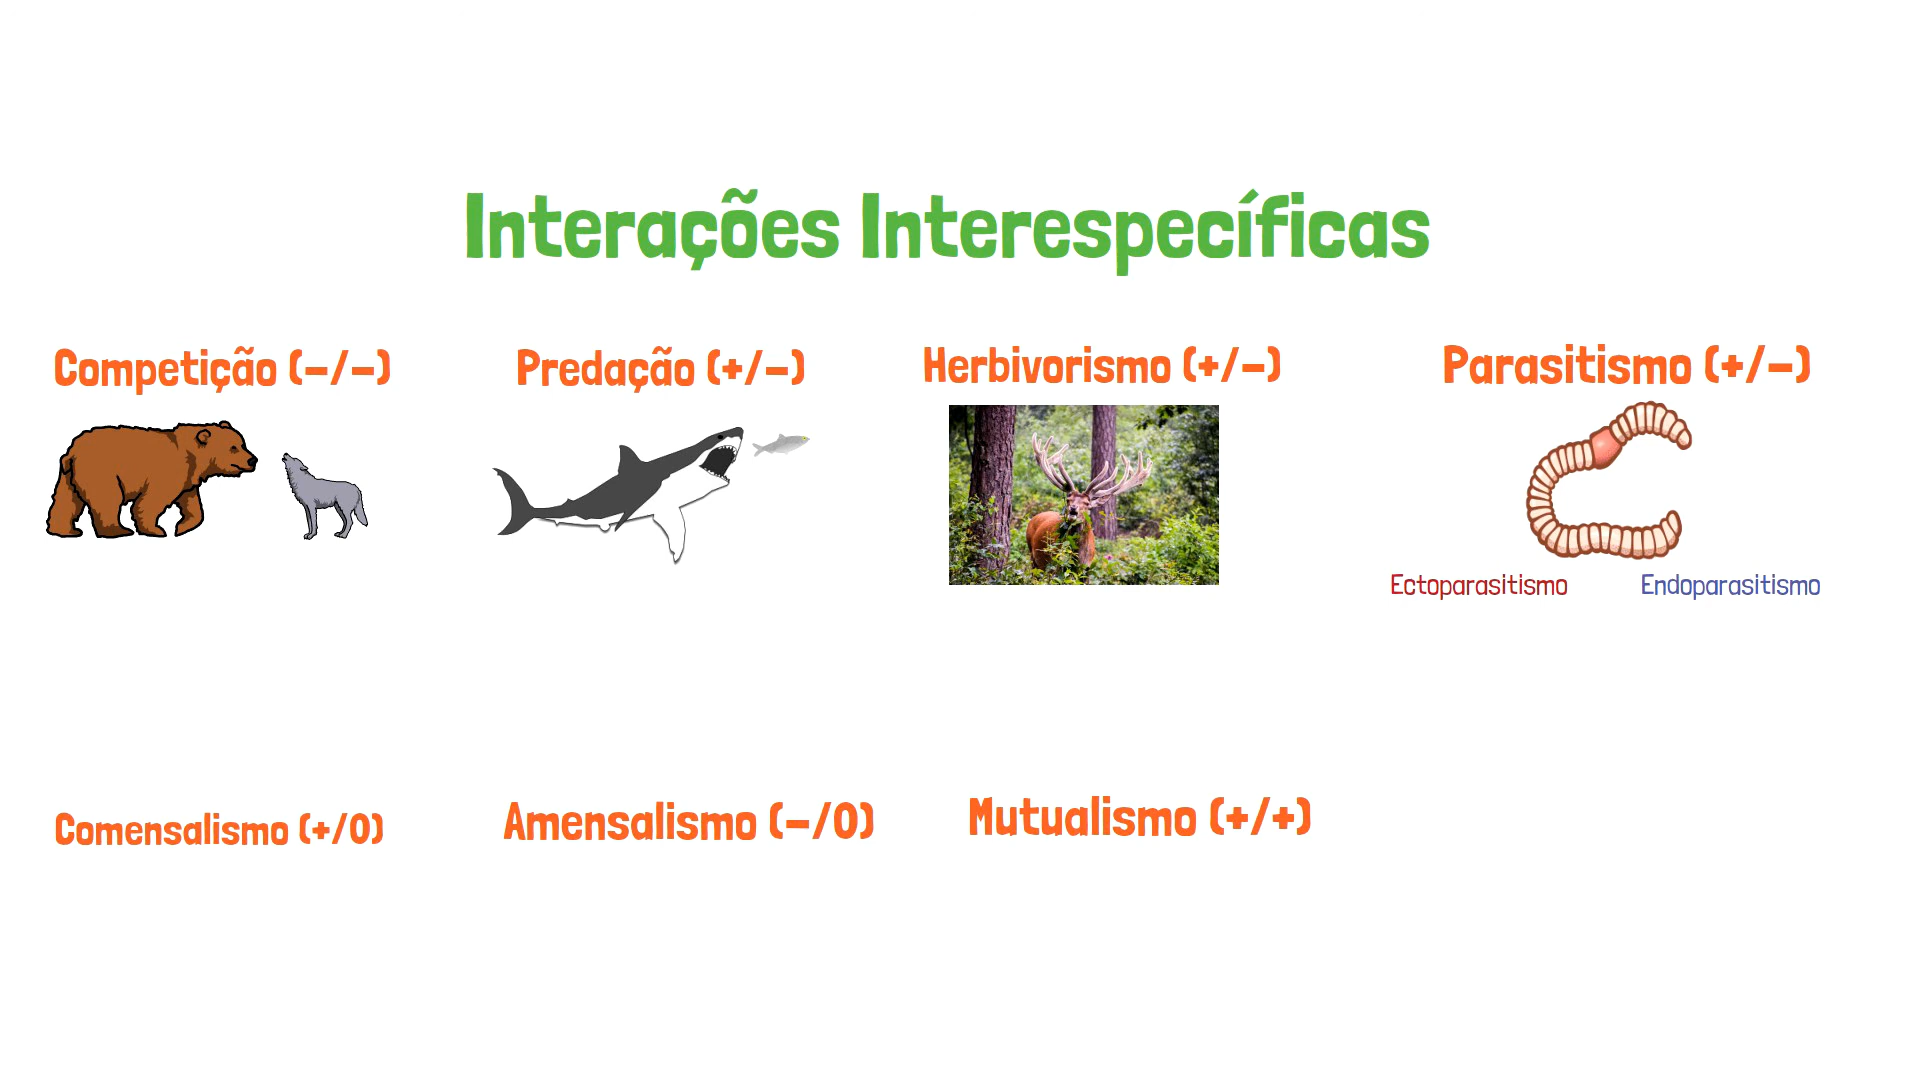 Interações Interespecíficas
Competição (-/-)
Predação (+/-)
Herbivorismo (+/-)
Parasitismo (+/-)
Ectoparasitismo
Endoparasitismo
Comensalismo (+/0)
Amensalismo (-/0)
Mutualismo (+/+)